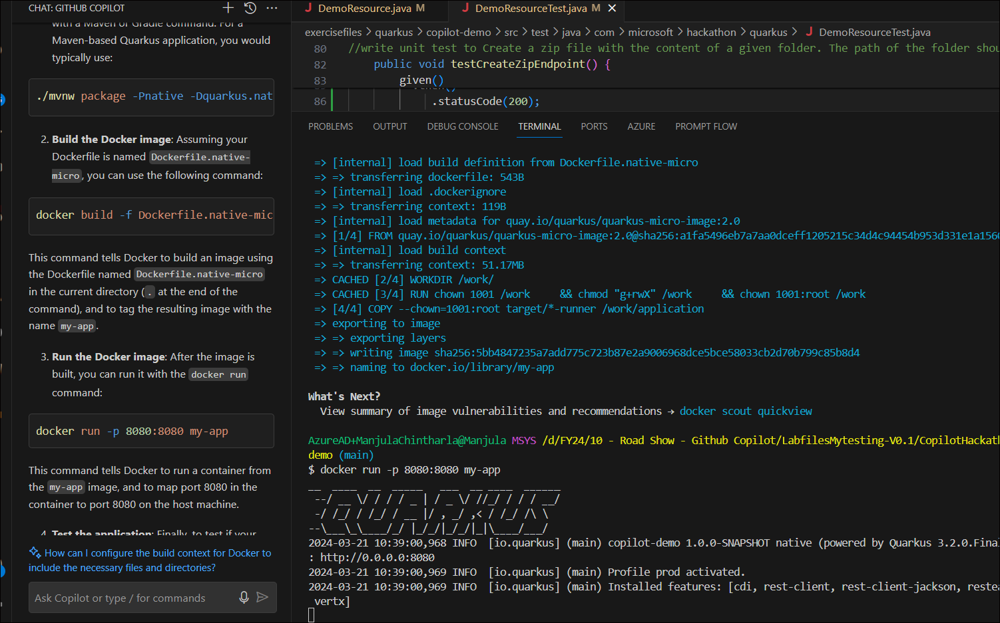 CHAT: GITHUB COPILOT
with a Maven or Gradle command. For a
Maven-based Quarkus application, you would
typically use:
./mvnw package -Pnative -Dquarkus.nat
2. Build the Docker image: Assuming your
Dockerfile is named Dockerfile.native-
micro, you can use the following command:
docker build -f Dockerfile.native-mic
This command tells Docker to build an image using
the Dockerfile named Dockerfile.native-micro
in the current directory (. at the end of the
command), and to tag the resulting image with the
name my-app.
3. Run the Docker image: After the image is
built, you can run it with the docker run
command:
docker run -p 8080:8080 my-app
This command tells Docker to run a container from
the my-app image, and to map port 8080 in the
container to port 8080 on the host machine.
4. Test the application: Finally, to test if your
How can I configure the build context for Docker to
include the necessary files and directories?
Ask Copilot or type / for commands
J DemoResource.java M
J DemoResourceTest.java M
exercisefiles > quarkus > copilot-demo > src > test > java > com > microsoft > hackathon > quarkus > J DemoResourceTest.java
80 //write unit test to Create a zip file with the content of a given folder. The path of the folder shou
82 public void testCreateZipEndpoint() {
83 given()
86 .statusCode(200);
PROBLEMS OUTPUT DEBUG CONSOLE TERMINAL PORTS AZURE PROMPT FLOW
=> [internal] load build definition from Dockerfile.native-micro
=> => transferring dockerfile: 543B
=> [internal] load .dockerignore
=> => transferring context: 119B
=> [internal] load metadata for quay.io/quarkus/quarkus-micro-image:2.0
=> [1/4] FROM quay.io/quarkus/quarkus-micro-image:2.0@sha256:a1fa5496eb7a7aa0dceff1205215c34d4c94454b953d331e1a156
=> [internal] load build context
=> => transferring context: 51.17MB
=> CACHED [2/4] WORKDIR /work/
=> CACHED [3/4] RUN chown 1001 /work && chmod "g+rwX" /work && chown 1001:root /work
=> [4/4] COPY --chown=1001:root target/*-runner /work/application
=> exporting to image
=> => exporting layers
=> => writing image sha256:5bb4847235a7add775c723b87e2a9006968dce5bce58033cb2d70b799c85b8d4
=> => naming to docker.io/library/my-app
What's Next?
View summary of image vulnerabilities and recommendations → docker scout quickview
AzureAD+ManjulaChintharla@Manjula MSYS /d/FY24/10 - Road Show - Github Copilot/LabfilesMytesting-V0.1/CopilotHackat
demo (main)
$ docker run -p 8080:8080 my-app
__  ____  __  _____   ___  __ ____  ______
 --/ __ \/ / / / _ | / _ \/ //_/ / / / __/
 -/ /_/ / /_/ / __ |/ , _/ ,< / /_/ /\ \
--\___\_\____/_/ |_/_/|_/_/|_|\____/___/
2024-03-21 10:39:00,968 INFO [io.quarkus] (main) copilot-demo 1.0.0-SNAPSHOT native (powered by Quarkus 3.2.0.Final
: http://0.0.0.0:8080
2024-03-21 10:39:00,969 INFO [io.quarkus] (main) Profile prod activated.
2024-03-21 10:39:00,969 INFO [io.quarkus] (main) Installed features: [cdi, rest-client, rest-client-jackson, restea
vertx]